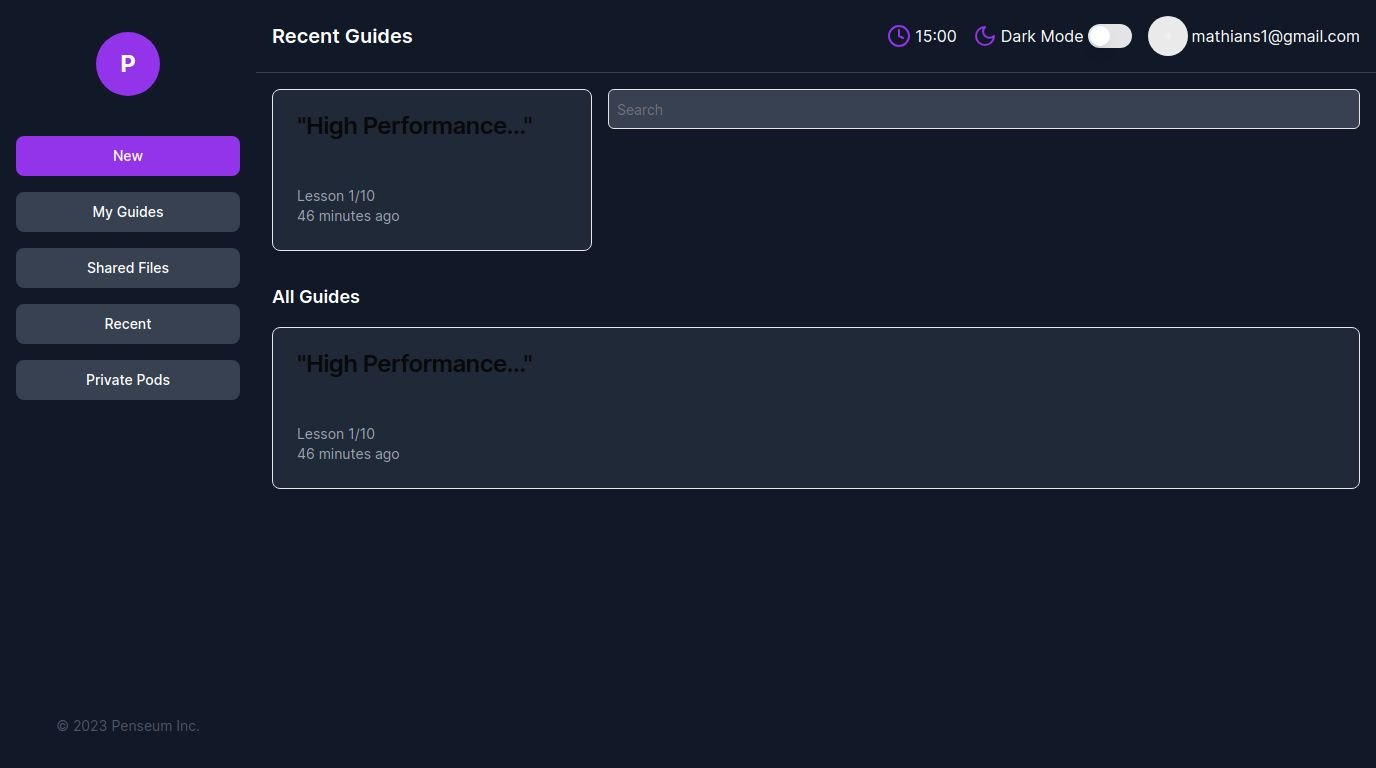 P
New
My Guides
Shared Files
Recent
Private Pods
© 2023 Penseum Inc.
Recent Guides
15:00
Dark Mode
mathians1@gmail.com
"High Performance..."
Lesson 1/10
46 minutes ago
Search
All Guides
"High Performance..."
Lesson 1/10
46 minutes ago